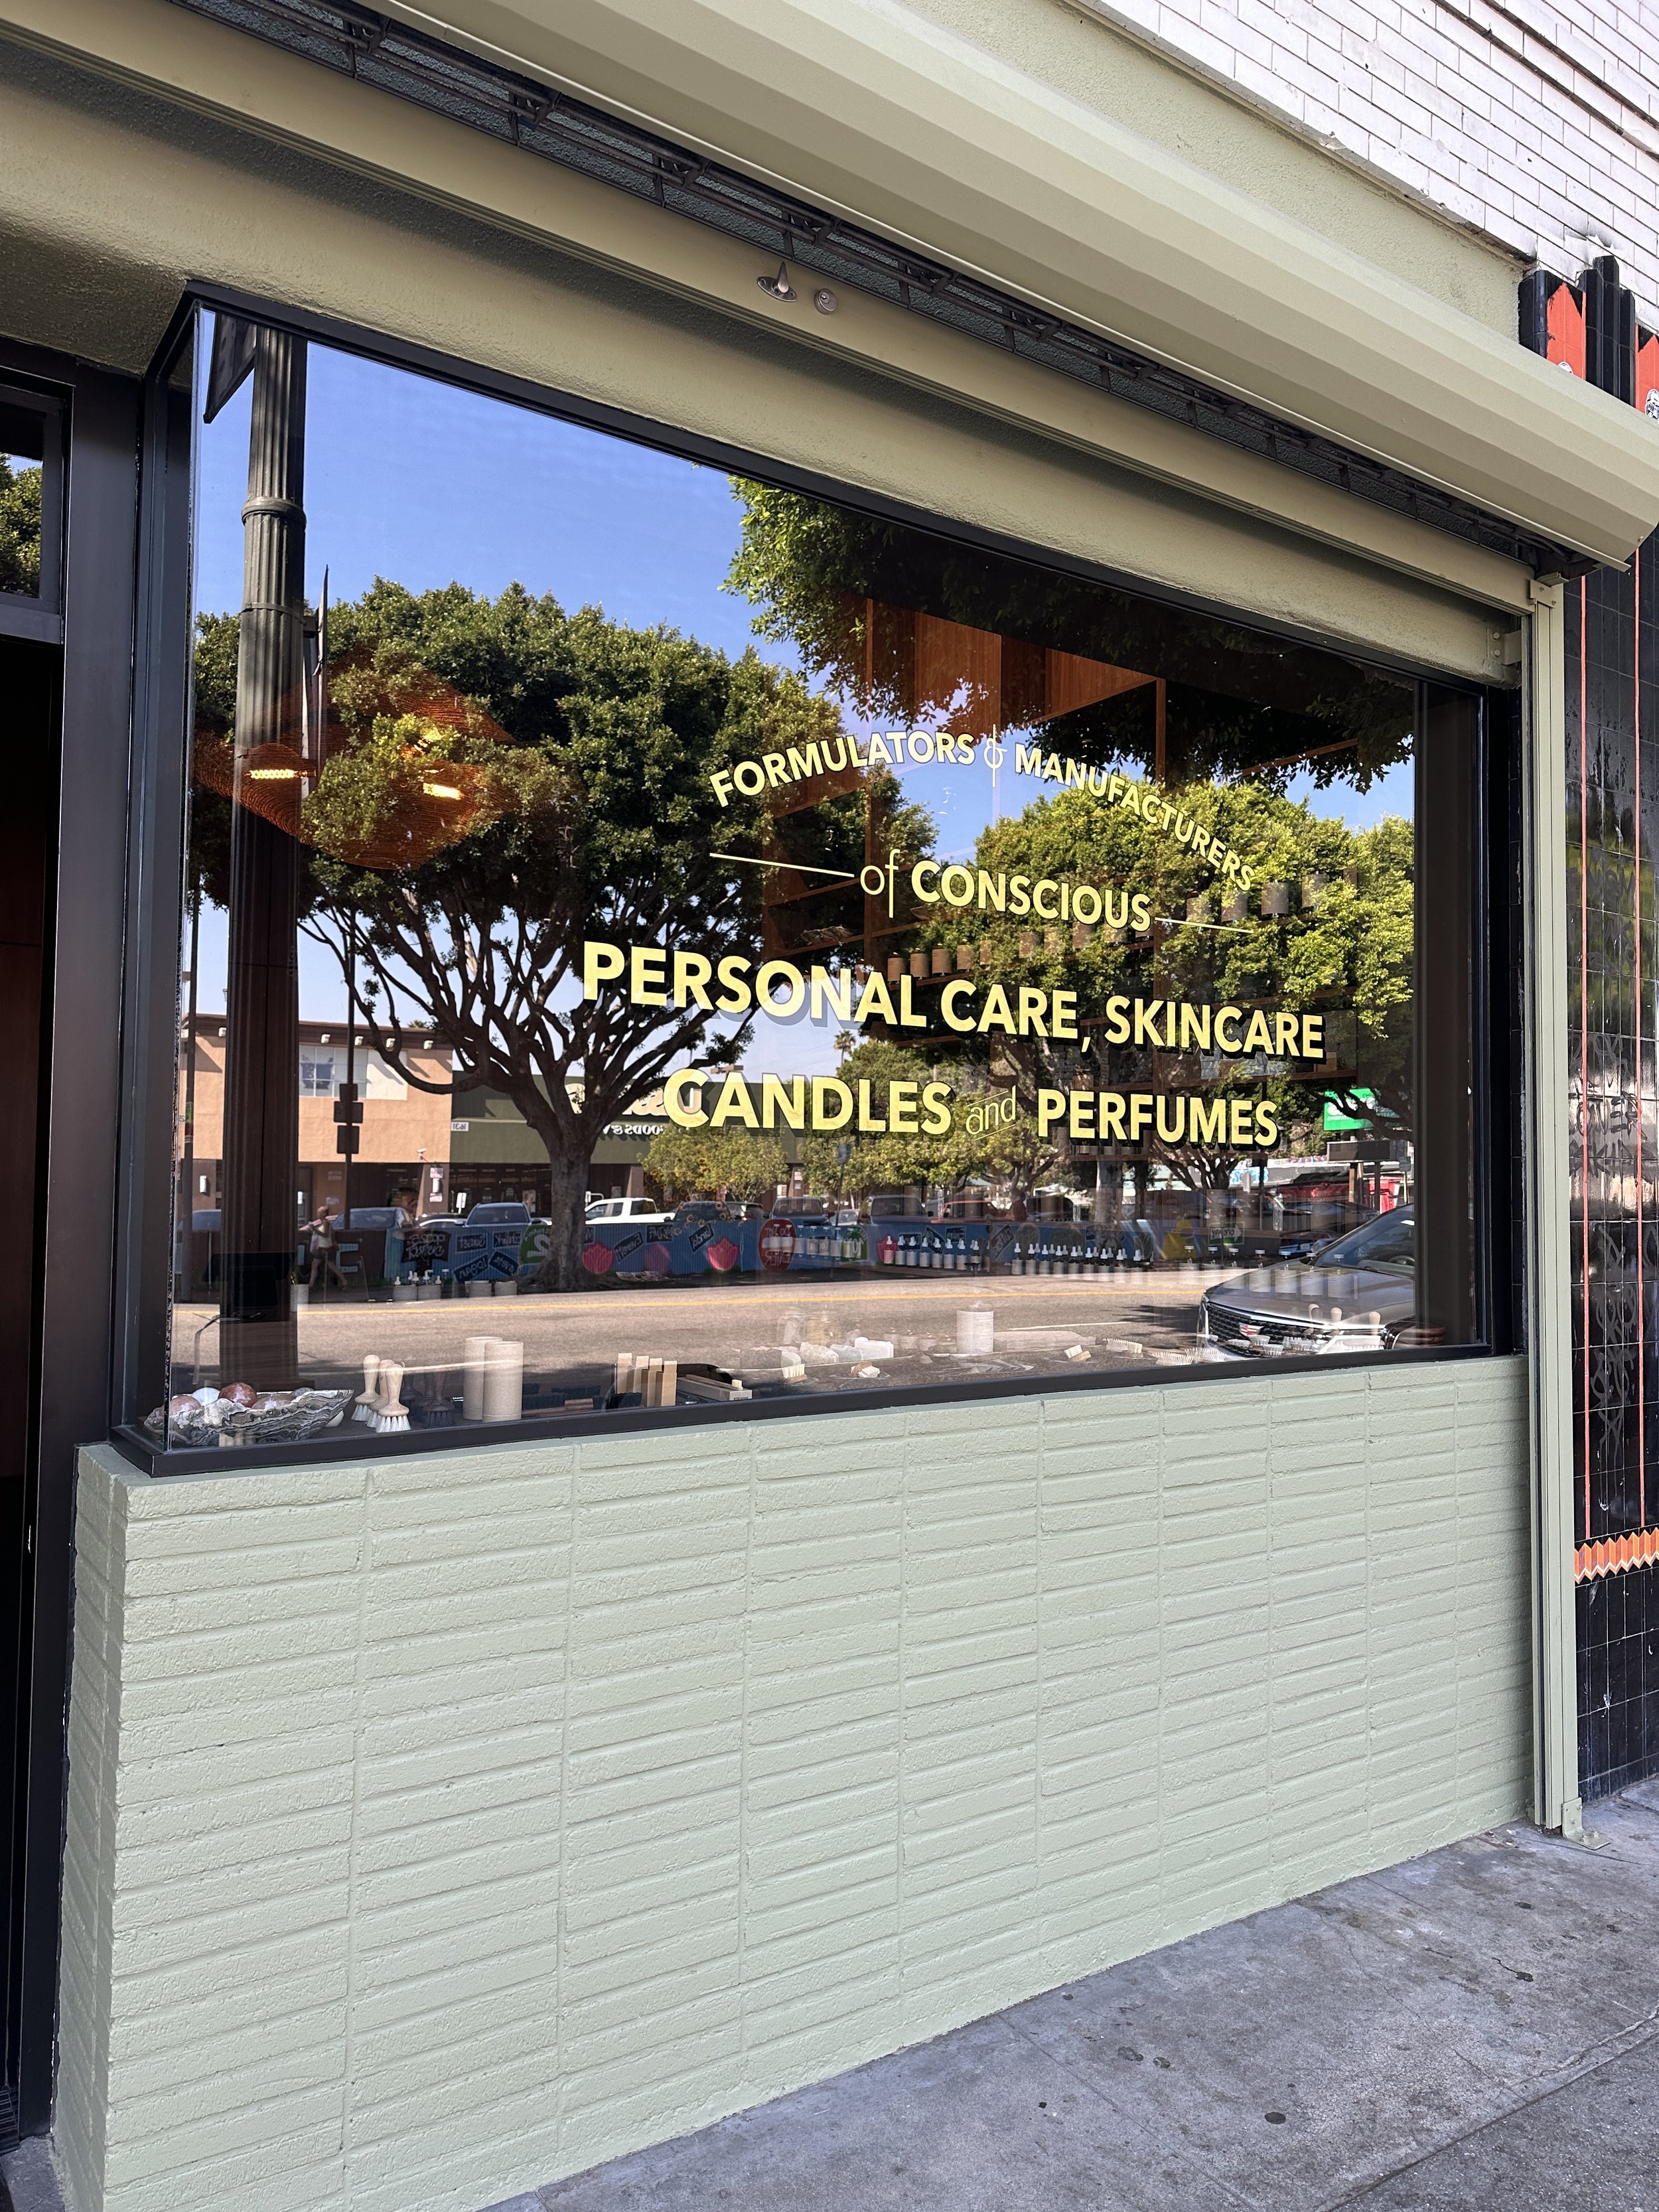 FORMULATORS & MANUFACTURERS
of CONSCIOUS
PERSONAL CARE, SKINCARE
CANDLES and PERFUMES